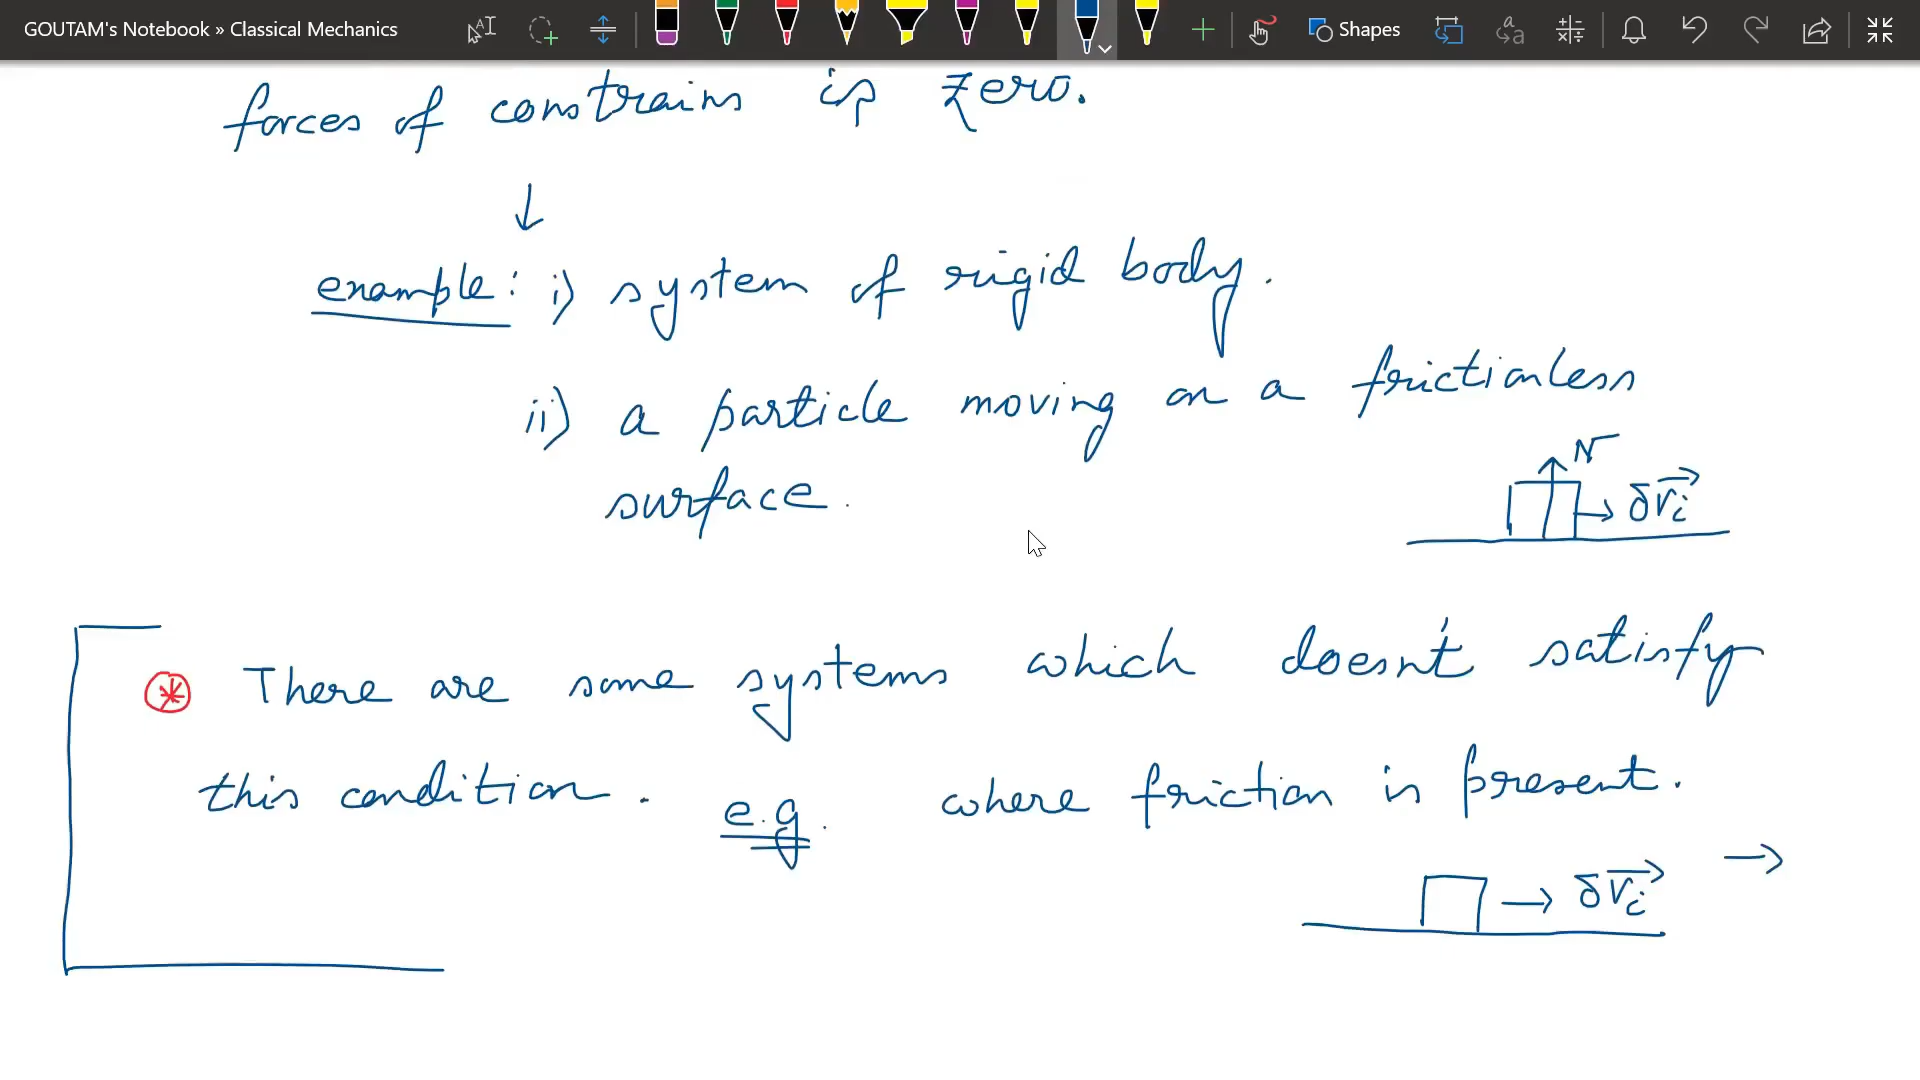 GOUTAM's Notebook » Classical Mechanics
Shapes
forces of constrains is zero.
↓
example: i) system of rigid body.
ii) a particle moving on a frictionless
surface.
N
→ δr⃗ᵢ
⊛ There are some systems which doesn't satisfy
this condition. e.g. where friction is present.
→ δr⃗ᵢ →